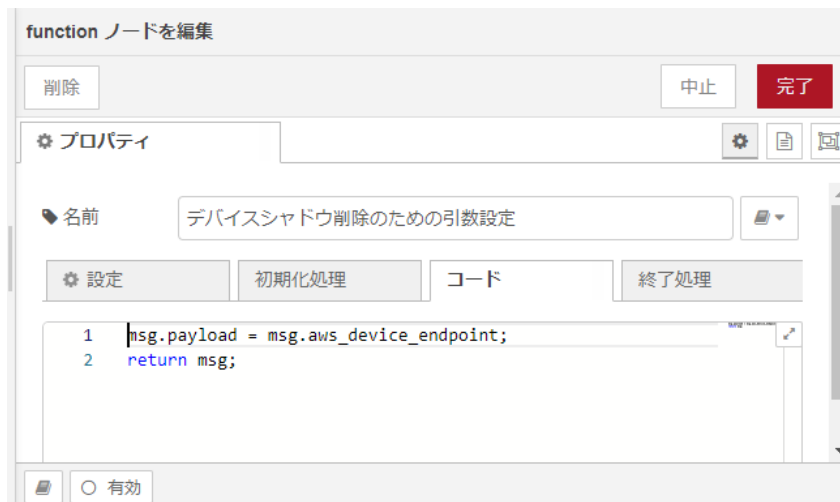 function ノードを編集
削除
中止
完了
プロパティ
名前
デバイスシャドウ削除のための引数設定
設定
初期化処理
コード
終了処理
1 msg.payload = msg.aws_device_endpoint;
2 return msg;
有効